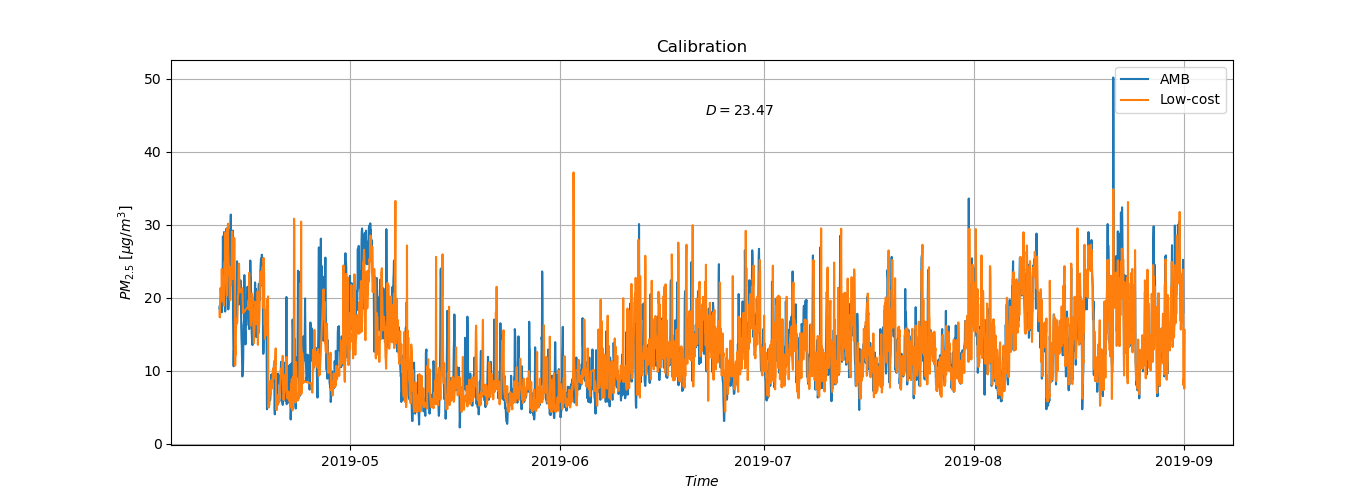 Calibration
AMB
Low-cost
D = 23.47
PM2.5 [μg/m³]
50
40
30
20
10
0
2019-05
2019-06
2019-07
2019-08
2019-09
Time